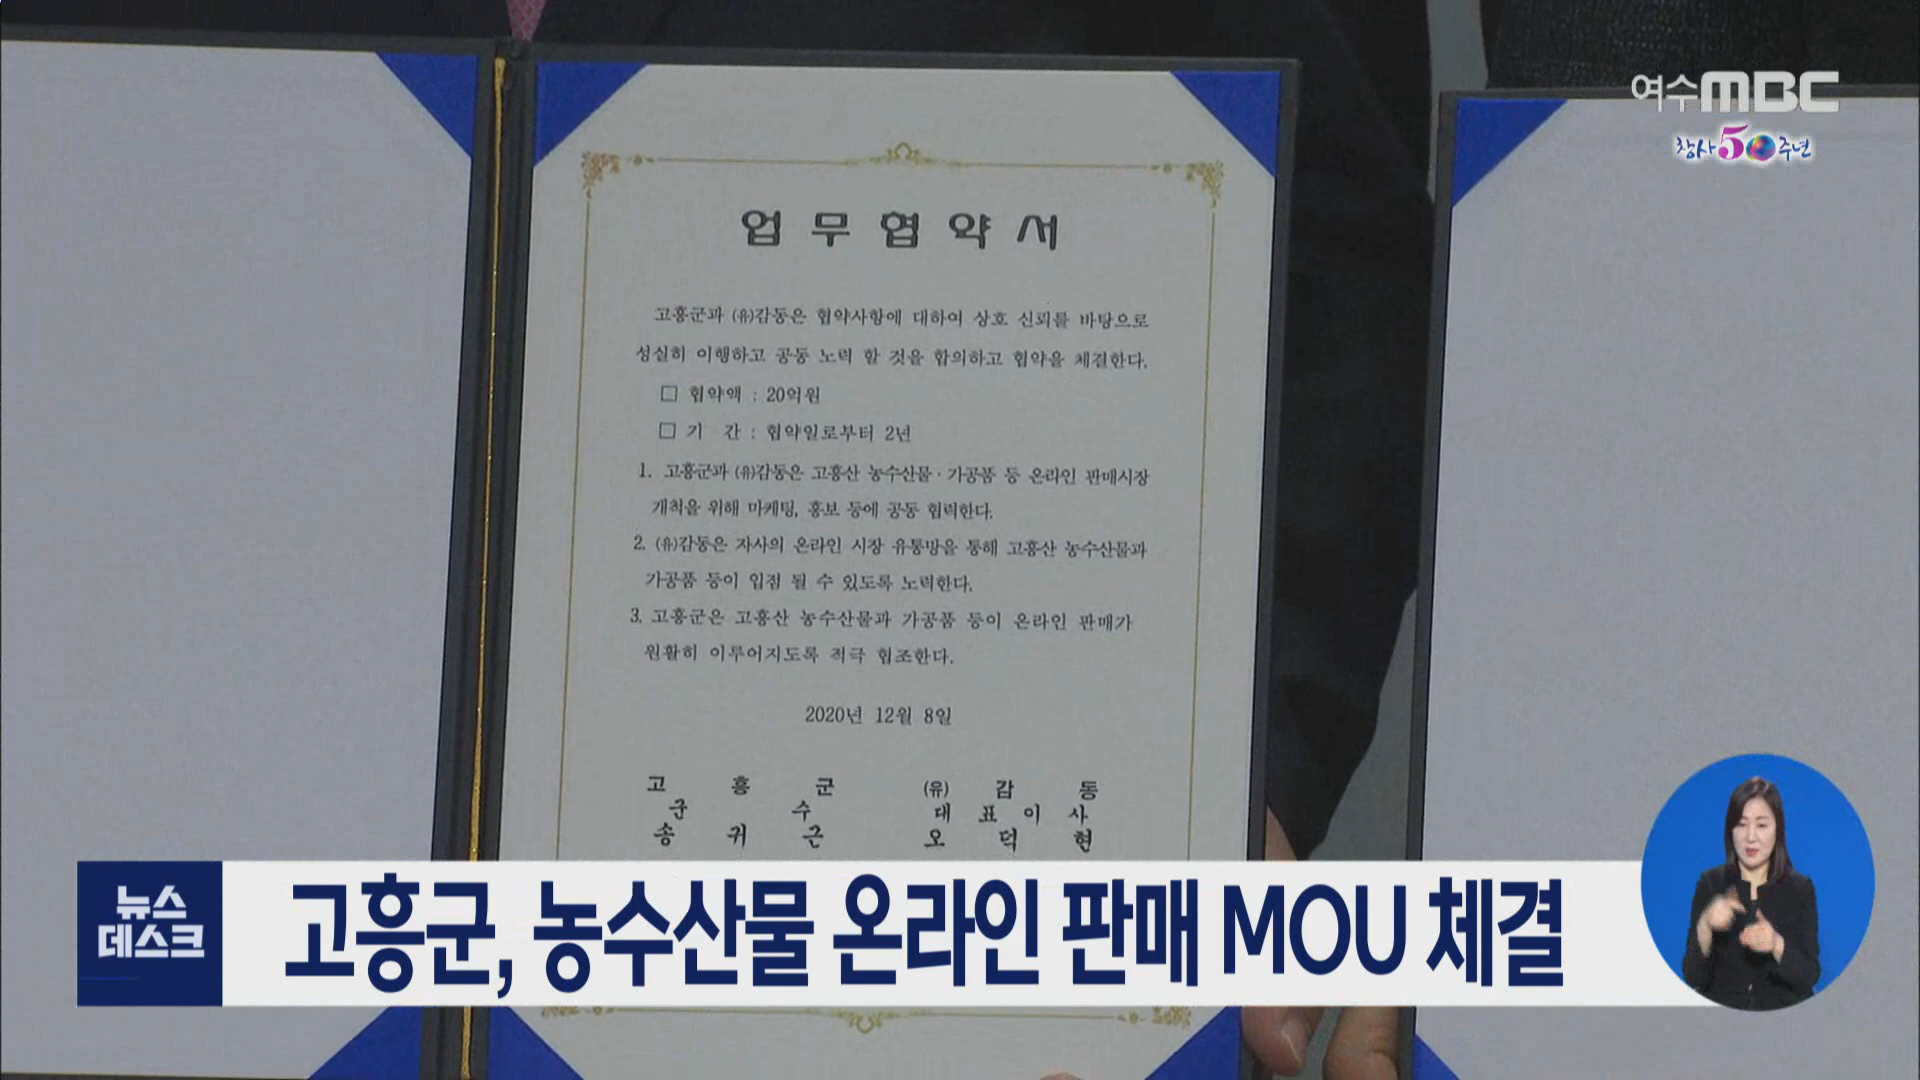 여수MBC
창사50주년
업무협약서
고흥군과 (유)감동은 협약사항에 대하여 상호 신뢰를 바탕으로
성실히 이행하고 공동 노력 할 것을 합의하고 협약을 체결한다.
□ 협약액 : 20억원
□ 기 간 : 협약일로부터 2년
1. 고흥군과 (유)감동은 고흥산 농수산물·가공품 등 온라인 판매시장
개척을 위해 마케팅, 홍보 등에 공동 협력한다.
2. (유)감동은 자사의 온라인 시장 유통망을 통해 고흥산 농수산물과
가공품 등이 입점 될 수 있도록 노력한다.
3. 고흥군은 고흥산 농수산물과 가공품 등이 온라인 판매가
원활히 이루어지도록 적극 협조한다.
2020년 12월 8일
고 흥 군 (유) 감 동
군 수 대 표 이 사
송 귀 근 오 덕 현
뉴스
데스크
고흥군, 농수산물 온라인 판매 MOU 체결